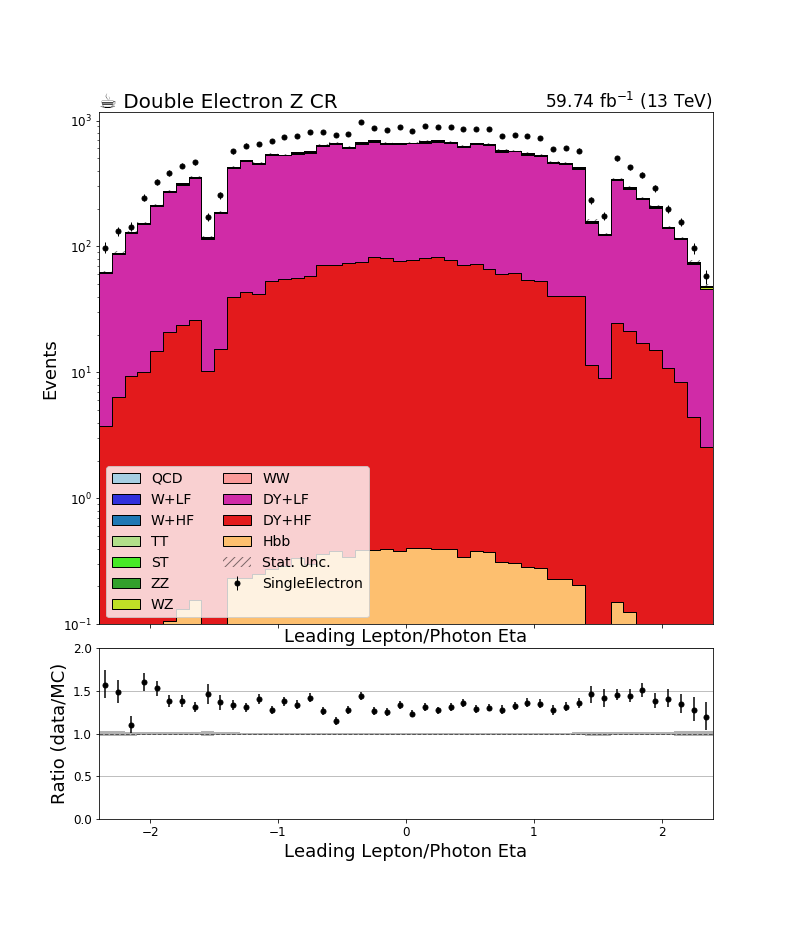 ☕ Double Electron Z CR
59.74 fb⁻¹ (13 TeV)
10³
10²
10¹
10⁰
10⁻¹
Events
QCD
W+LF
W+HF
TT
ST
ZZ
WZ
WW
DY+LF
DY+HF
Hbb
Stat. Unc.
SingleElectron
Leading Lepton/Photon Eta
2.0
1.5
1.0
0.5
0.0
Ratio (data/MC)
−2
−1
0
1
2
Leading Lepton/Photon Eta